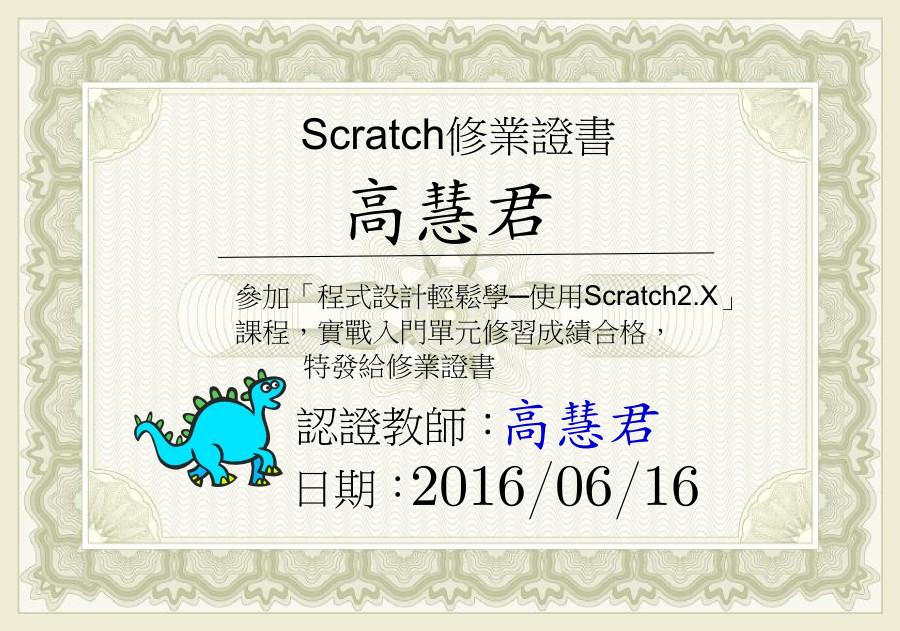 Scratch修業證書
高慧君
參加「程式設計輕鬆學─使用Scratch2.X」
課程，實戰入門單元修習成績合格，
特發給修業證書
認證教師：高慧君
日期：2016/06/16